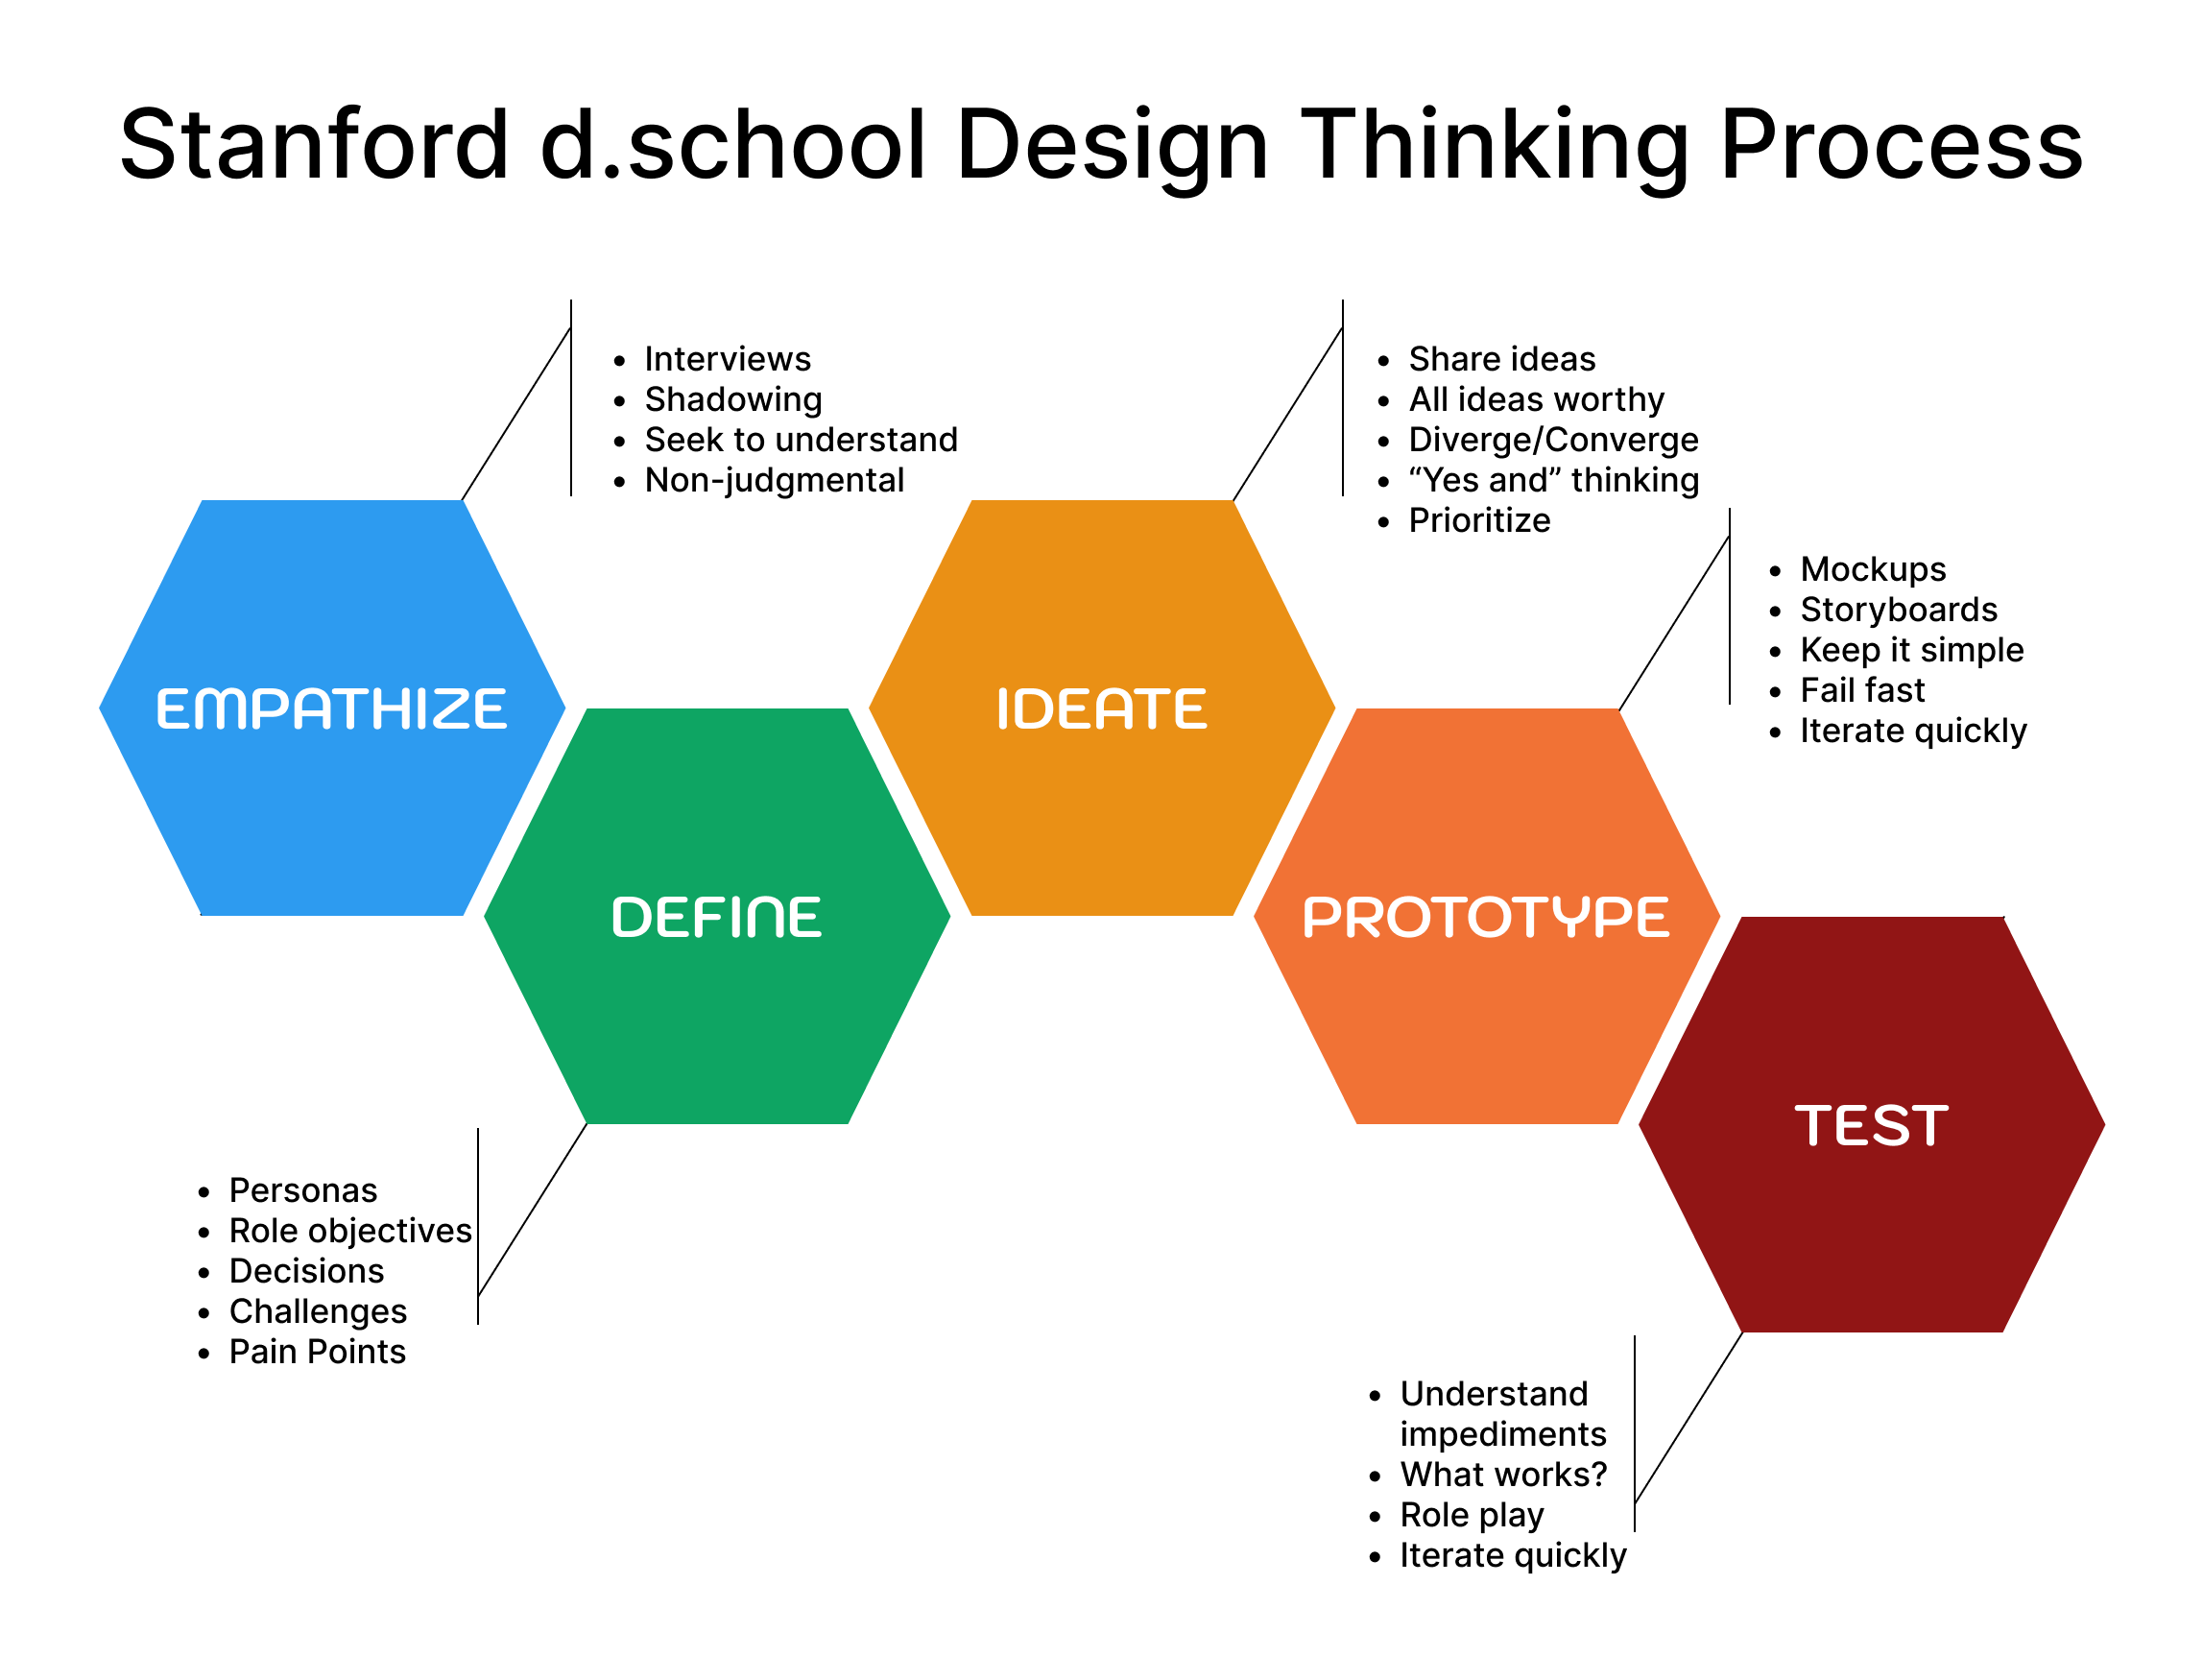 Stanford d.school Design Thinking Process
• Interviews
• Shadowing
• Seek to understand
• Non-judgmental
• Share ideas
• All ideas worthy
• Diverge/Converge
• “Yes and” thinking
• Prioritize
• Mockups
• Storyboards
• Keep it simple
• Fail fast
• Iterate quickly
EMPATHIZE
DEFINE
IDEATE
PROTOTYPE
TEST
• Personas
• Role objectives
• Decisions
• Challenges
• Pain Points
• Understand
impediments
• What works?
• Role play
• Iterate quickly